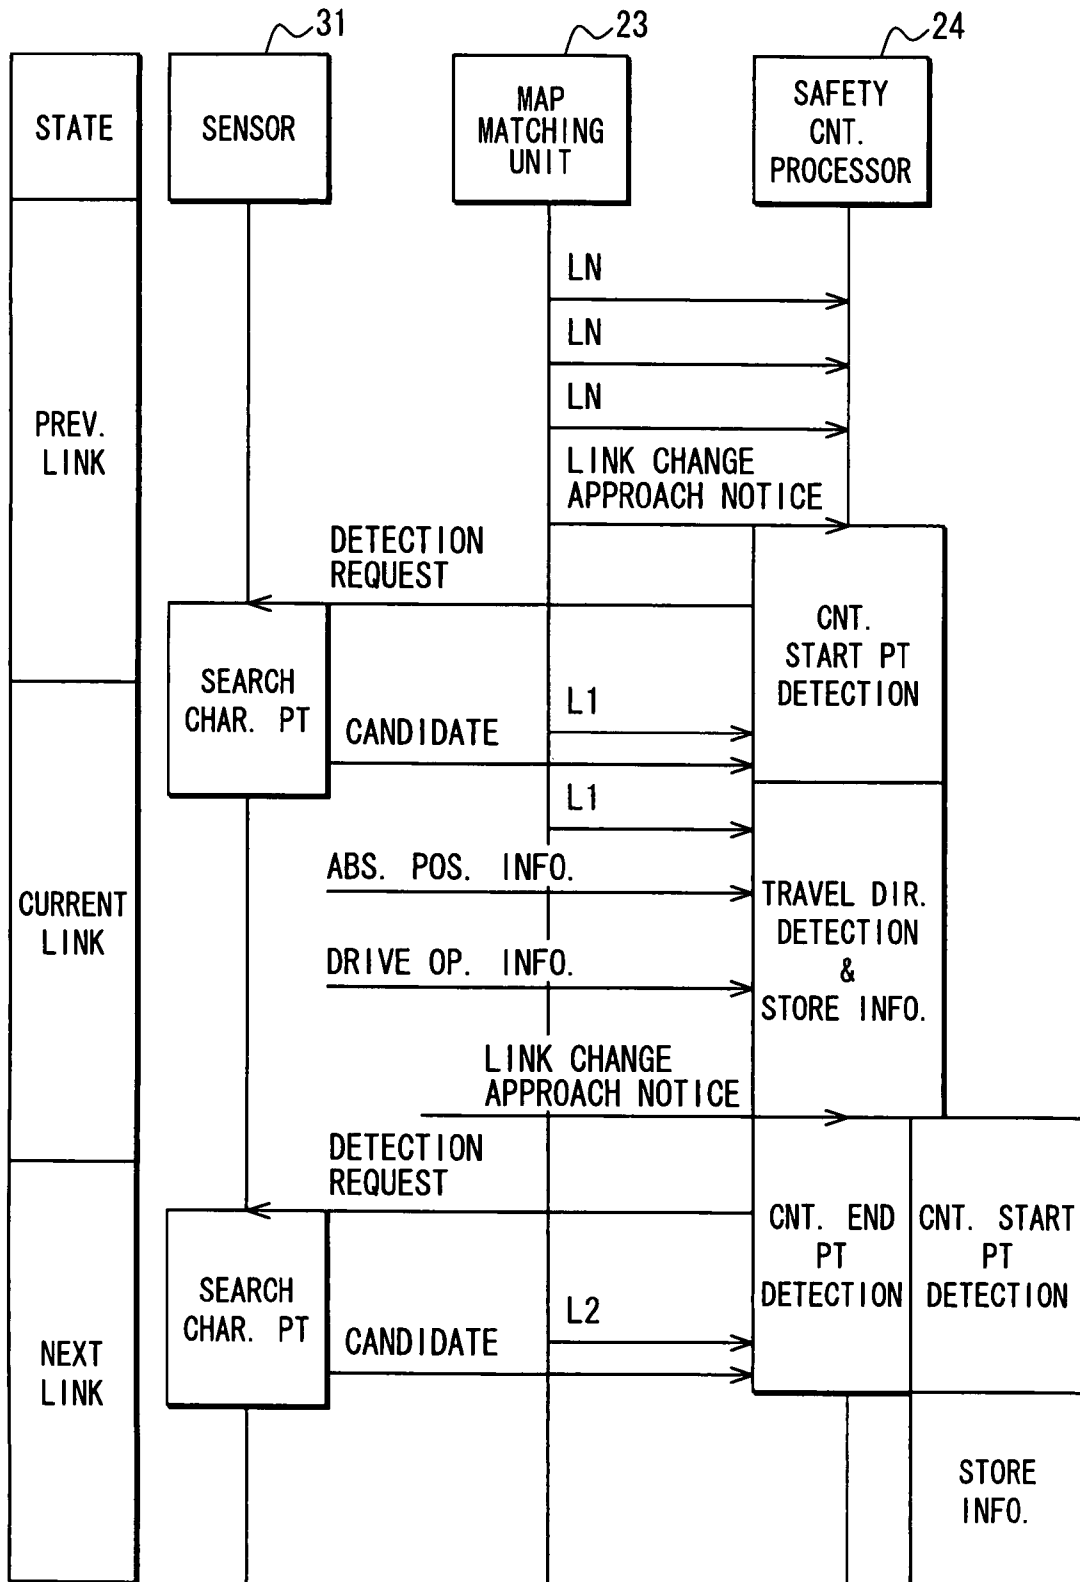 31
23
24
STATE
SENSOR
MAP
MATCHING
UNIT
SAFETY
CNT.
PROCESSOR
LN
LN
LN
PREV.
LINK
LINK CHANGE
APPROACH NOTICE
DETECTION
REQUEST
CNT.
START PT
DETECTION
SEARCH
CHAR. PT
L1
CANDIDATE
L1
ABS. POS. INFO.
CURRENT
LINK
TRAVEL DIR.
DETECTION
&
STORE INFO.
DRIVE OP. INFO.
LINK CHANGE
APPROACH NOTICE
DETECTION
REQUEST
CNT. END
PT
DETECTION
CNT. START
PT
DETECTION
SEARCH
CHAR. PT
L2
CANDIDATE
NEXT
LINK
STORE
INFO.